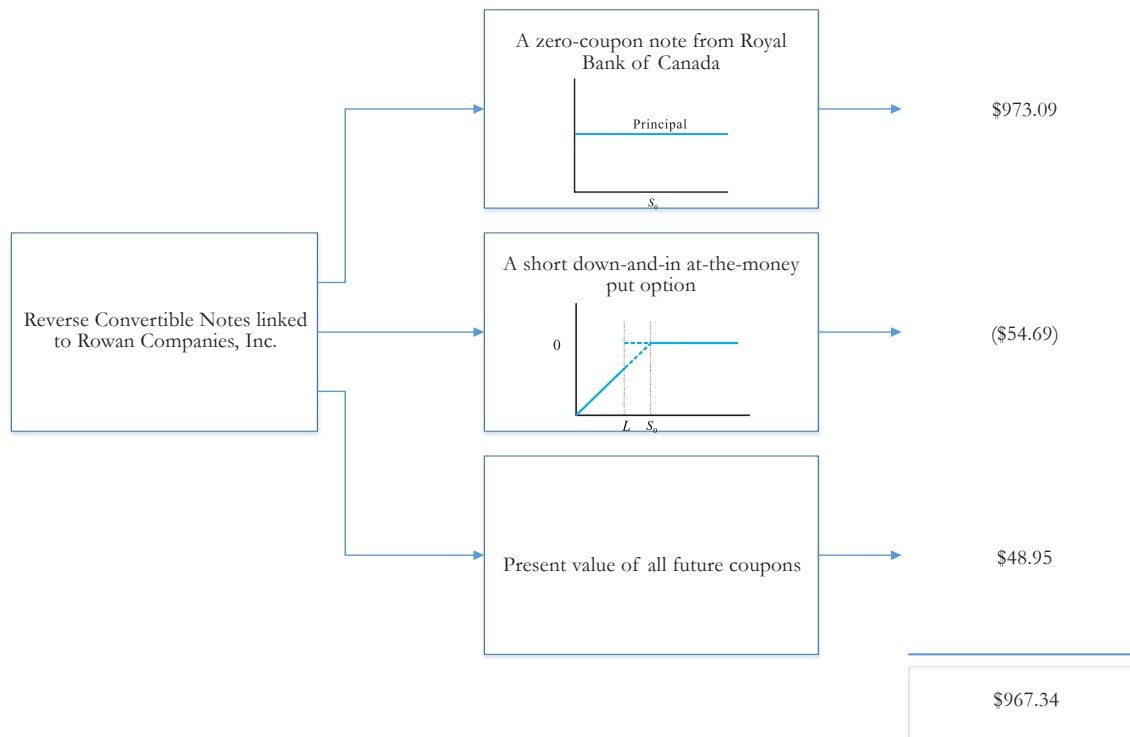 A zero-coupon note from Royal
Bank of Canada
Principal
S₀
$973.09
Reverse Convertible Notes linked
to Rowan Companies, Inc.
A short down-and-in at-the-money
put option
0
L S₀
($54.69)
Present value of all future coupons
$48.95
$967.34